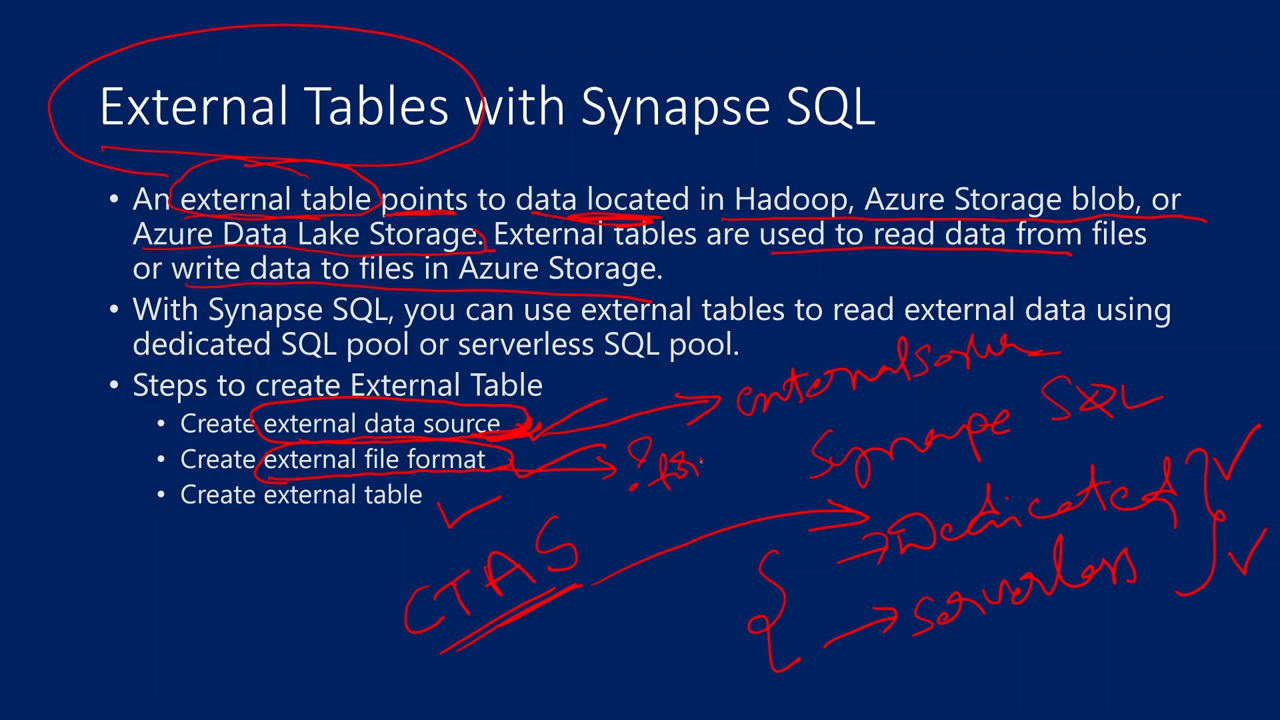 External Tables with Synapse SQL
• An external table points to data located in Hadoop, Azure Storage blob, or
Azure Data Lake Storage. External tables are used to read data from files
or write data to files in Azure Storage.
• With Synapse SQL, you can use external tables to read external data using
dedicated SQL pool or serverless SQL pool.
• Steps to create External Table
• Create external data source
• Create external file format
• Create external table
Synapse SQL
? for
CTAS
Dedicated
serverless